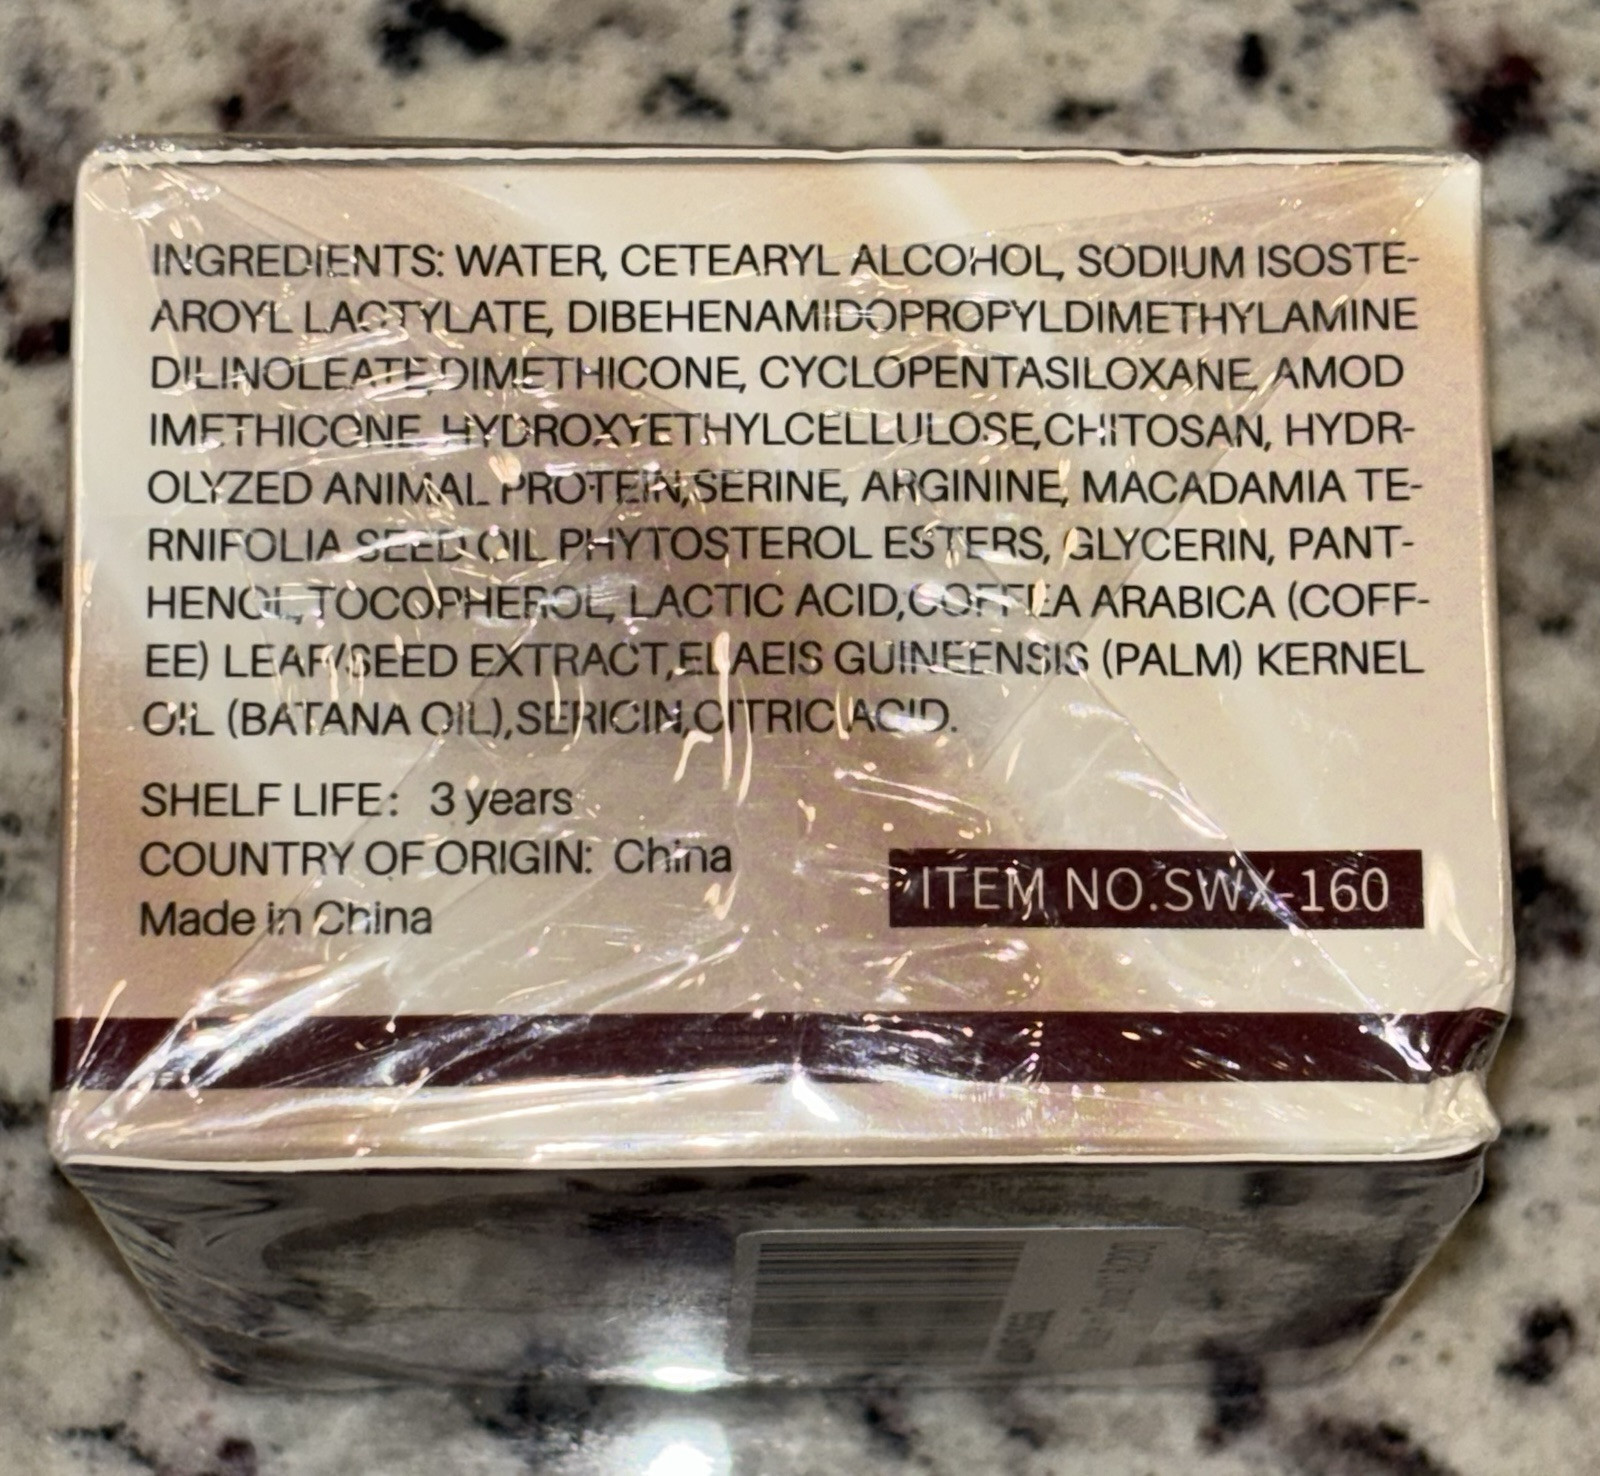 INGREDIENTS: WATER, CETEARYL ALCOHOL, SODIUM ISOSTE-
AROYL LACTYLATE, DIBEHENAMIDOPROPYLDIMETHYLAMINE
DILINOLEATE,DIMETHICONE, CYCLOPENTASILOXANE, AMOD
IMETHICONE, HYDROXYETHYLCELLULOSE,CHITOSAN, HYDR-
OLYZED ANIMAL PROTEIN,SERINE, ARGININE, MACADAMIA TE-
RNIFOLIA SEED OIL PHYTOSTEROL ESTERS, GLYCERIN, PANT-
HENOL,TOCOPHEROL, LACTIC ACID,COFFEA ARABICA (COFF-
EE) LEAF/SEED EXTRACT,ELAEIS GUINEENSIS (PALM) KERNEL
OIL (BATANA OIL),SERICIN,CITRIC ACID.
SHELF LIFE: 3 years
COUNTRY OF ORIGIN: China
Made in China
ITEM NO.SWX-160